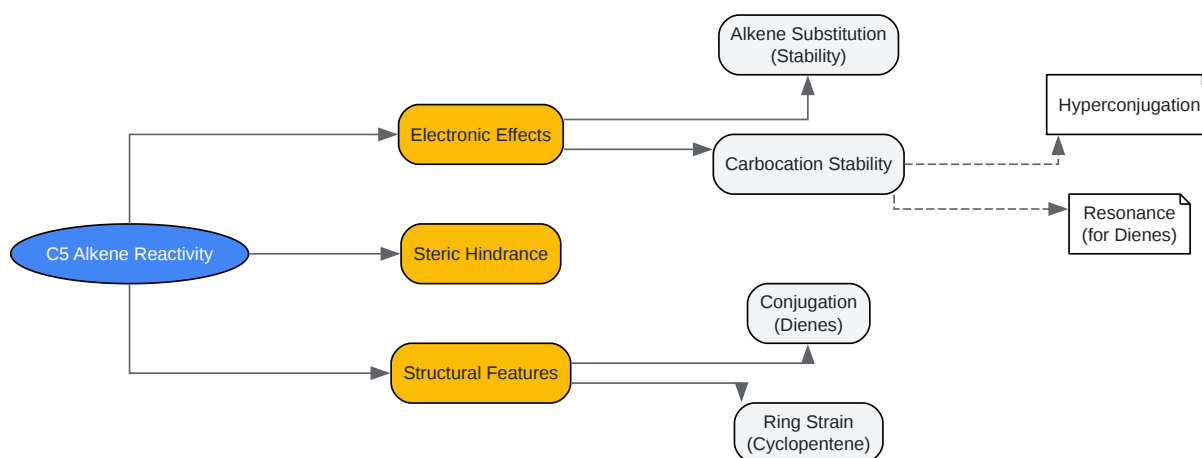 Alkene Substitution
(Stability)
Hyperconjugation
Electronic Effects
Carbocation Stability
Resonance
(for Dienes)
C5 Alkene Reactivity
Steric Hindrance
Conjugation
(Dienes)
Structural Features
Ring Strain
(Cyclopentene)